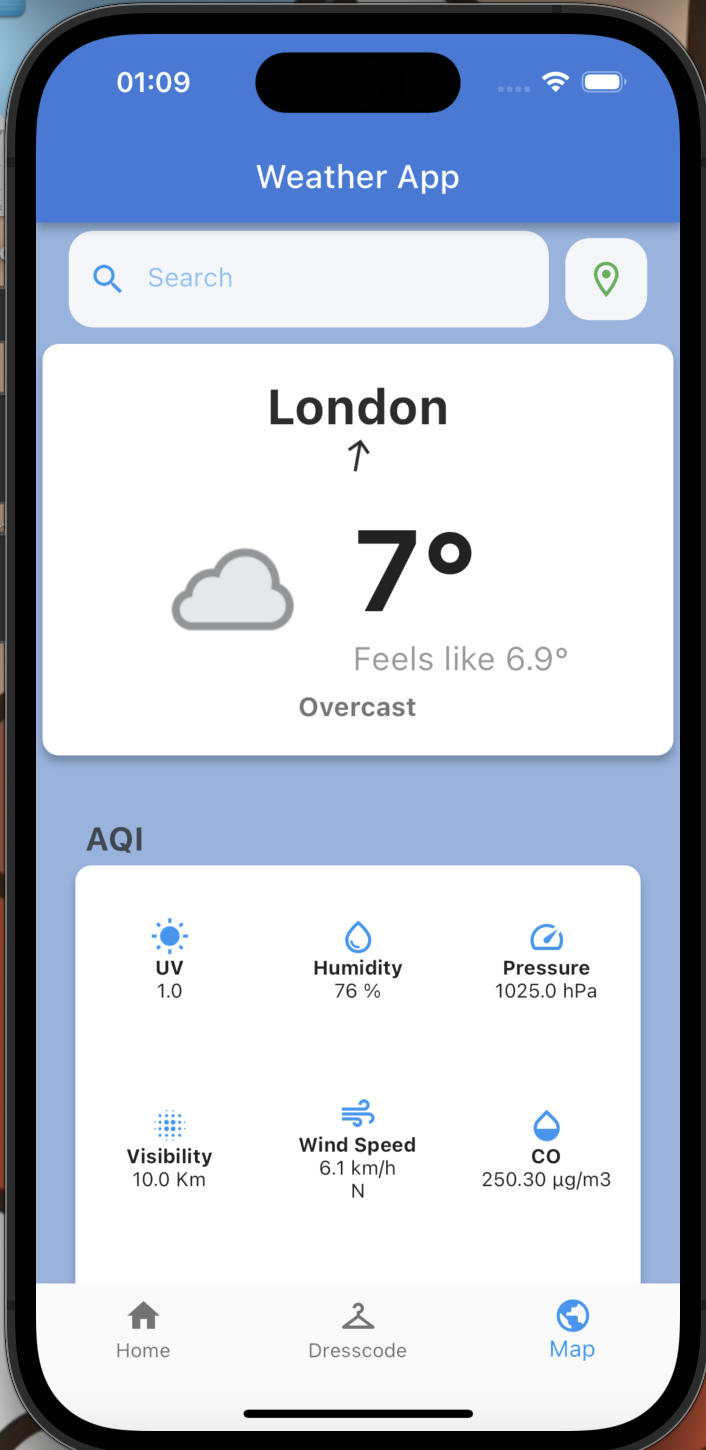 01:09
Weather App
Search
London
7°
Feels like 6.9°
Overcast
AQI
UV
1.0
Humidity
76 %
Pressure
1025.0 hPa
Visibility
10.0 Km
Wind Speed
6.1 km/h
N
CO
250.30 µg/m3
Home
Dresscode
Map